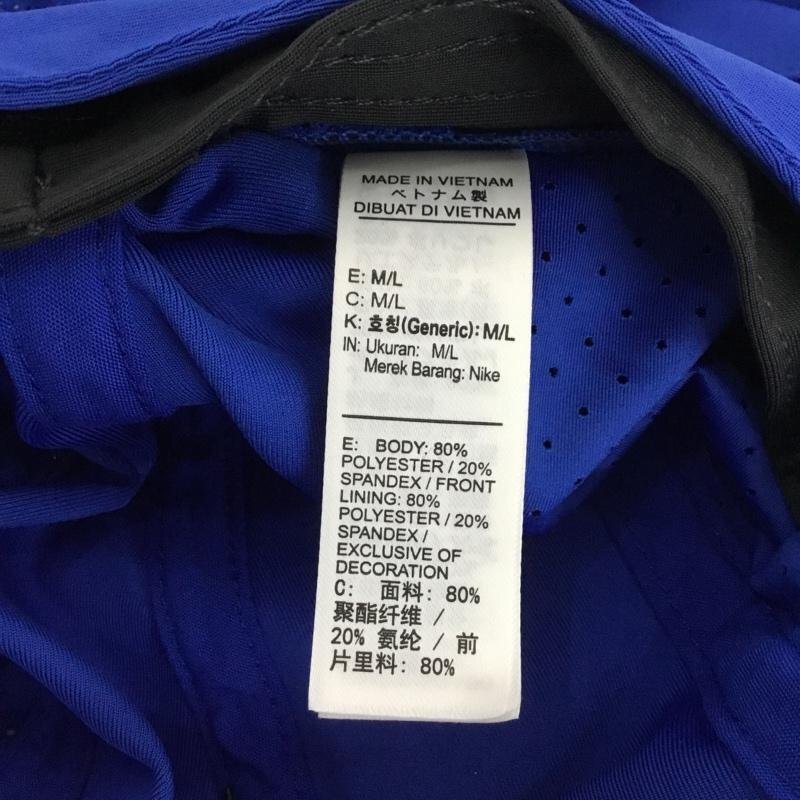 MADE IN VIETNAM
ベトナム製
DIBUAT DI VIETNAM
E: M/L
C: M/L
K: 호칭(Generic): M/L
IN: Ukuran: M/L
Merek Barang: Nike
E: BODY: 80%
POLYESTER / 20%
SPANDEX / FRONT
LINING: 80%
POLYESTER / 20%
SPANDEX /
EXCLUSIVE OF
DECORATION
C: 面料: 80%
聚酯纤维 /
20% 氨纶 / 前
片里料: 80%